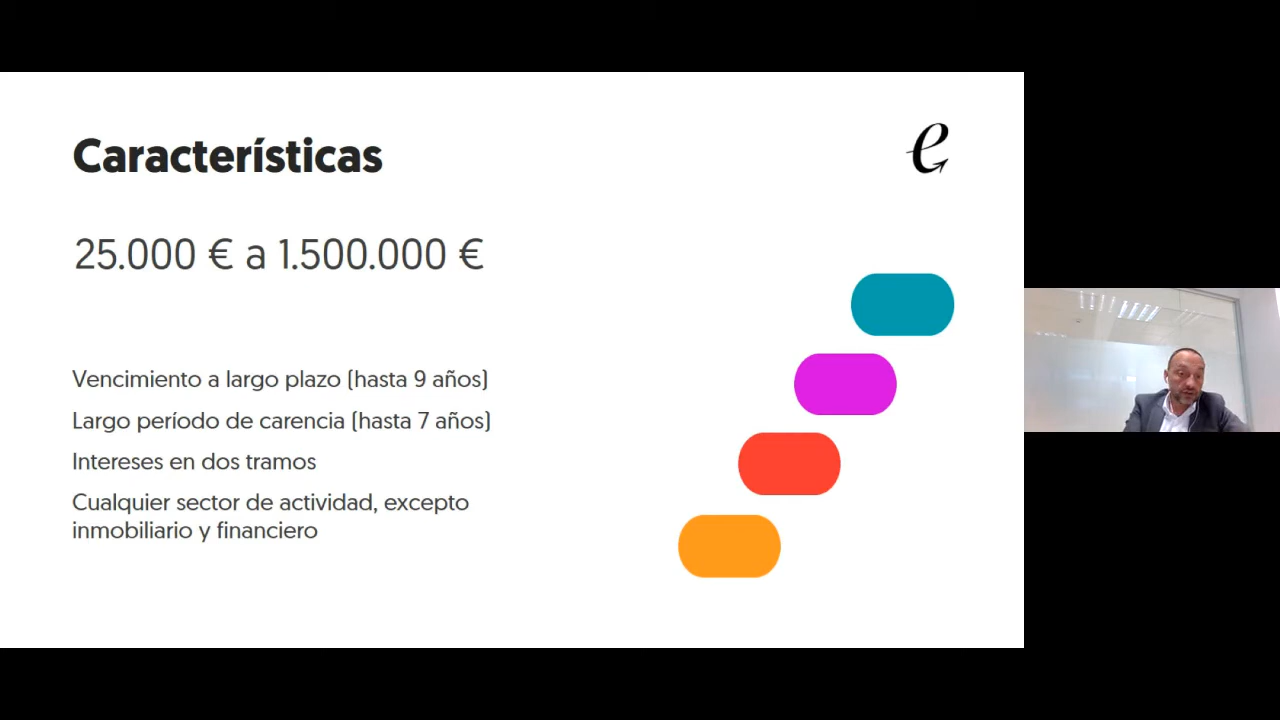 Características
25.000 € a 1.500.000 €
Vencimiento a largo plazo (hasta 9 años)
Largo período de carencia (hasta 7 años)
Intereses en dos tramos
Cualquier sector de actividad, excepto
inmobiliario y financiero
e